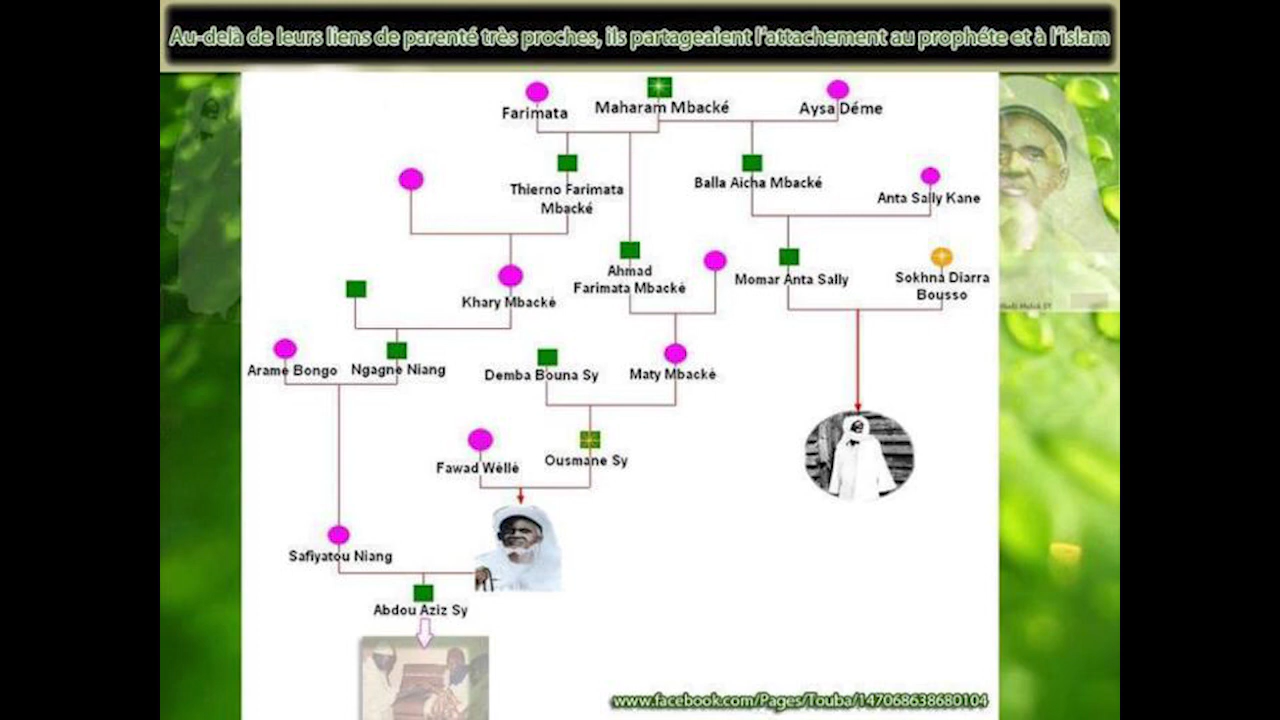 Au-delà de leurs liens de parenté très proches, ils partageaient l'attachement au prophéte et à l'islam
Farimata
Maharam Mbacké
Aysa Déme
Thierno Farimata
Mbacké
Balla Aicha Mbacké
Anta Sally Kane
Khary Mbacké
Ahmad
Farimata Mbacké
Momar Anta Sally
Sokhna Diarra
Bousso
Arame Bongo
Ngagne Niang
Demba Bouna Sy
Maty Mbacké
Fawad Wéllé
Ousmane Sy
Safiyatou Niang
Abdou Aziz Sy
www.facebook.com/Pages/Touba/147068638680104